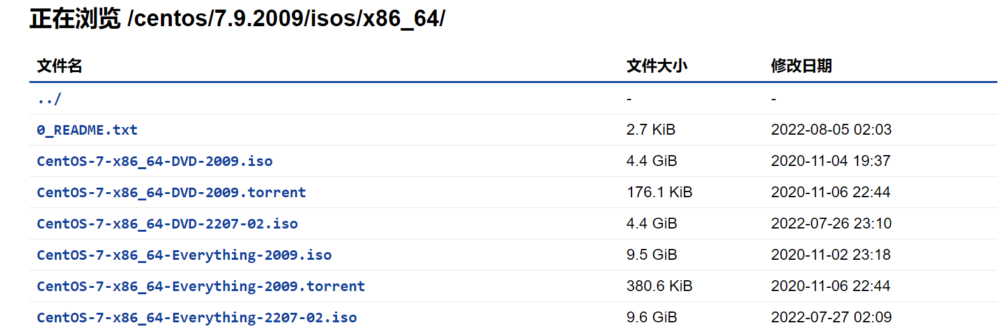 正在浏览 /centos/7.9.2009/isos/x86_64/
文件名 文件大小 修改日期
../ - -
0_README.txt 2.7 KiB 2022-08-05 02:03
CentOS-7-x86_64-DVD-2009.iso 4.4 GiB 2020-11-04 19:37
CentOS-7-x86_64-DVD-2009.torrent 176.1 KiB 2020-11-06 22:44
CentOS-7-x86_64-DVD-2207-02.iso 4.4 GiB 2022-07-26 23:10
CentOS-7-x86_64-Everything-2009.iso 9.5 GiB 2020-11-02 23:18
CentOS-7-x86_64-Everything-2009.torrent 380.6 KiB 2020-11-06 22:44
CentOS-7-x86_64-Everything-2207-02.iso 9.6 GiB 2022-07-27 02:09